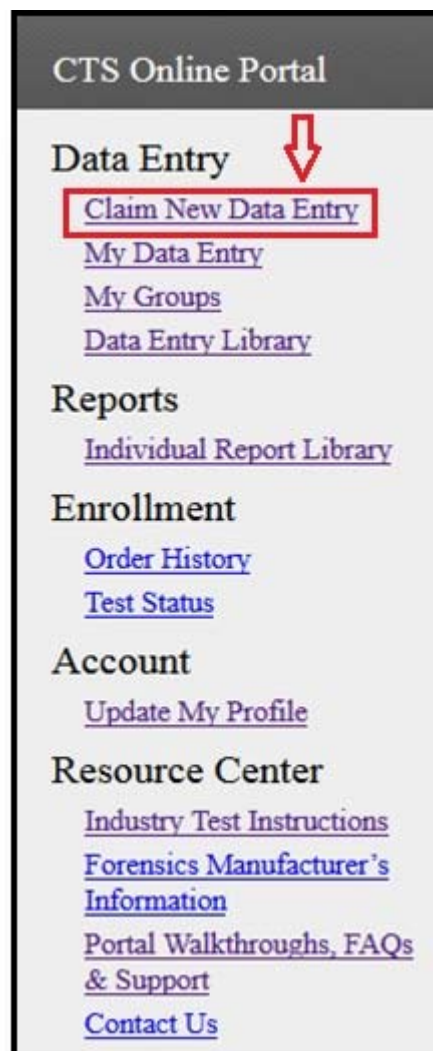 CTS Online Portal
Data Entry
Claim New Data Entry
My Data Entry
My Groups
Data Entry Library
Reports
Individual Report Library
Enrollment
Order History
Test Status
Account
Update My Profile
Resource Center
Industry Test Instructions
Forensics Manufacturer's
Information
Portal Walkthroughs, FAQs
& Support
Contact Us